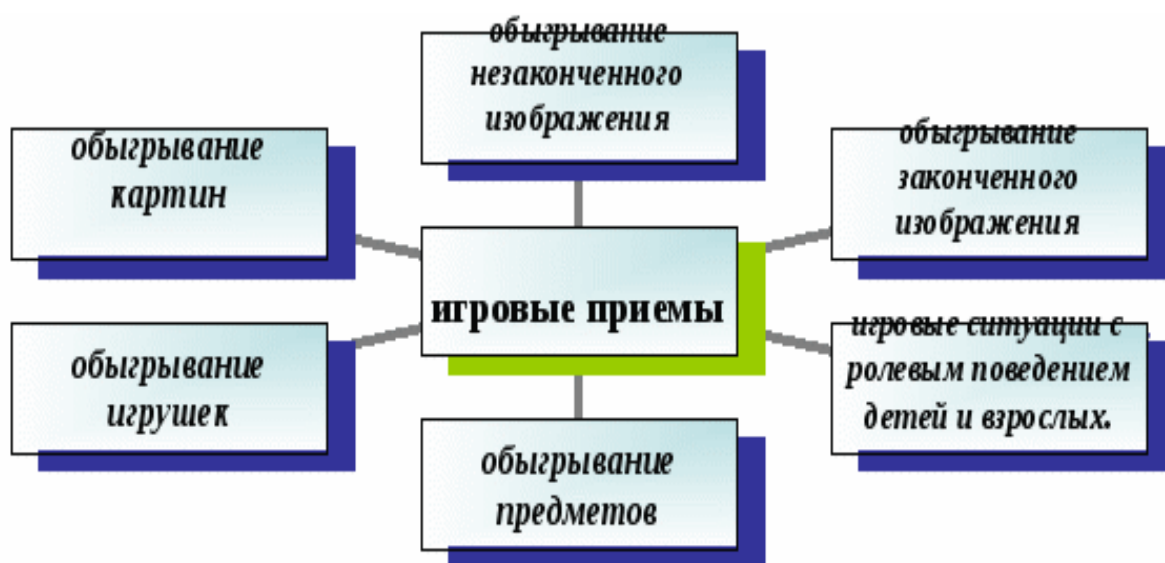 обыгрывание
незаконченного
изображения
обыгрывание
картин
обыгрывание
законченного
изображения
игровые приемы
обыгрывание
игрушек
игровые ситуации с
ролевым поведением
детей и взрослых.
обыгрывание
предметов